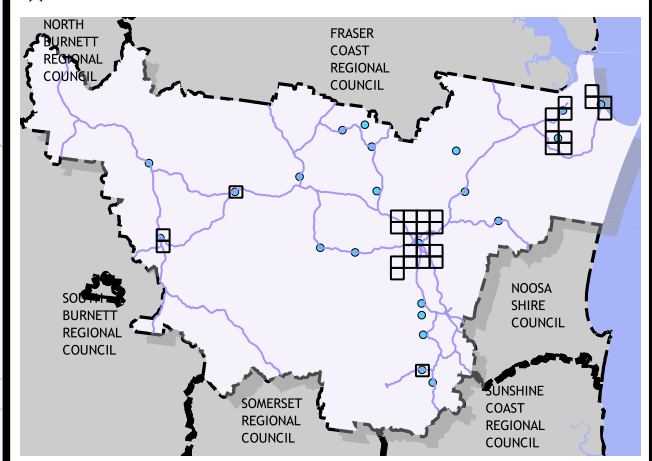 NORTH
BURNETT
REGIONAL
COUNCIL
FRASER
COAST
REGIONAL
COUNCIL
SOUTH
BURNETT
REGIONAL
COUNCIL
NOOSA
SHIRE
COUNCIL
SOMERSET
REGIONAL
COUNCIL
SUNSHINE
COAST
REGIONAL
COUNCIL